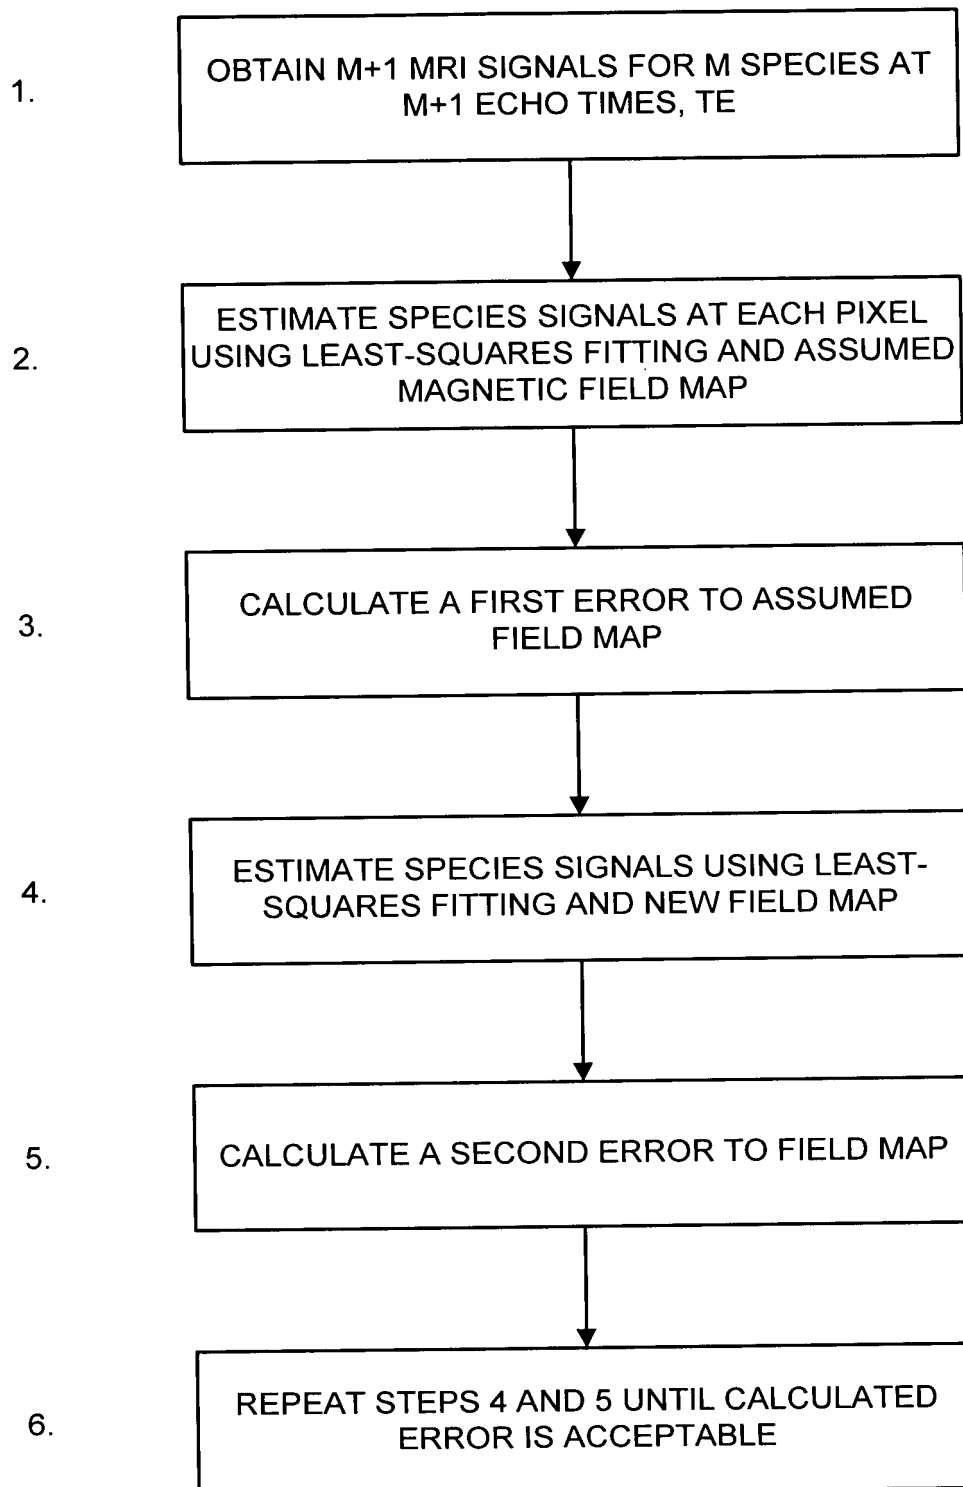 1.
OBTAIN M+1 MRI SIGNALS FOR M SPECIES AT
M+1 ECHO TIMES, TE
2.
ESTIMATE SPECIES SIGNALS AT EACH PIXEL
USING LEAST-SQUARES FITTING AND ASSUMED
MAGNETIC FIELD MAP
3.
CALCULATE A FIRST ERROR TO ASSUMED
FIELD MAP
4.
ESTIMATE SPECIES SIGNALS USING LEAST-
SQUARES FITTING AND NEW FIELD MAP
5.
CALCULATE A SECOND ERROR TO FIELD MAP
6.
REPEAT STEPS 4 AND 5 UNTIL CALCULATED
ERROR IS ACCEPTABLE